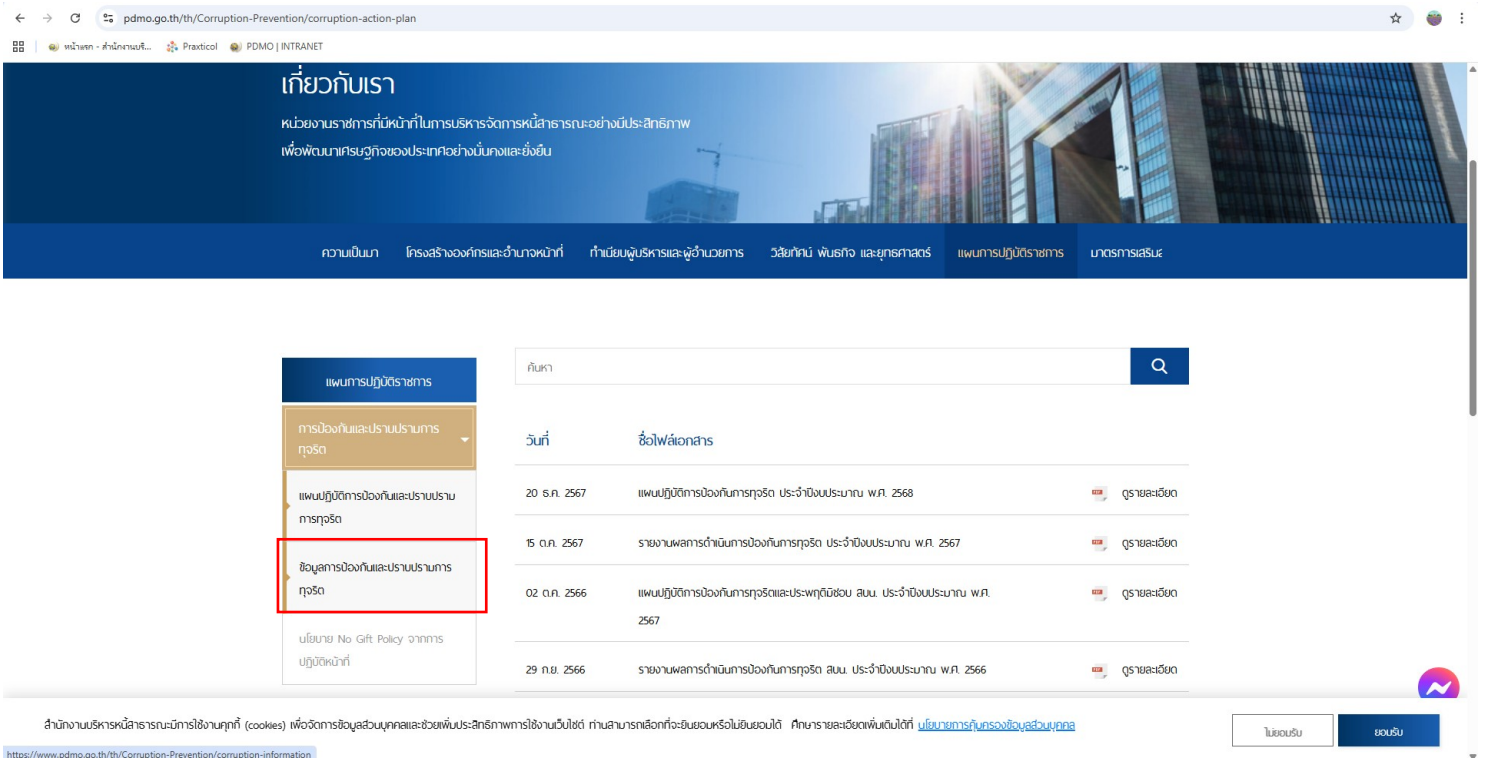 pdmo.go.th/th/Corruption-Prevention/corruption-action-plan
หน้าแรก - สำนักงานบริ... Praxticol PDMO | INTRANET
เกี่ยวกับเรา
หน่วยงานราชการที่มีหน้าที่ในการบริหารจัดการหนี้สาธารณะอย่างมีประสิทธิภาพ
เพื่อพัฒนาเศรษฐกิจของประเทศอย่างมั่นคงและยั่งยืน
ความเป็นมา โครงสร้างองค์กรและอำนาจหน้าที่ ทำเนียบผู้บริหารและผู้อำนวยการ วิสัยทัศน์ พันธกิจ และยุทธศาสตร์ แผนการปฏิบัติราชการ มาตรการเสริมส
แผนการปฏิบัติราชการ
การป้องกันและปราบปรามการ
ทุจริต
แผนปฏิบัติการป้องกันและปราบปราม
การทุจริต
ข้อมูลการป้องกันและปราบปรามการ
ทุจริต
นโยบาย No Gift Policy จากการ
ปฏิบัติหน้าที่
ค้นหา
วันที่ ชื่อไฟล์เอกสาร
20 ธ.ค. 2567 แผนปฏิบัติการป้องกันการทุจริต ประจำปีงบประมาณ พ.ศ. 2568 PDF ดูรายละเอียด
15 ต.ค. 2567 รายงานผลการดำเนินการป้องกันการทุจริต ประจำปีงบประมาณ พ.ศ. 2567 PDF ดูรายละเอียด
02 ต.ค. 2566 แผนปฏิบัติการป้องกันการทุจริตและประพฤติมิชอบ สบน. ประจำปีงบประมาณ พ.ศ. PDF ดูรายละเอียด
2567
29 ก.ย. 2566 รายงานผลการดำเนินการป้องกันการทุจริต สบน. ประจำปีงบประมาณ พ.ศ. 2566 PDF ดูรายละเอียด
สำนักงานบริหารหนี้สาธารณะมีการใช้งานคุกกี้ (cookies) เพื่อจัดการข้อมูลส่วนบุคคลและช่วยเพิ่มประสิทธิภาพการใช้งานเว็บไซต์ ท่านสามารถเลือกที่จะยินยอมหรือไม่ยินยอมได้ ศึกษารายละเอียดเพิ่มเติมได้ที่ นโยบายการคุ้มครองข้อมูลส่วนบุคคล ไม่ยอมรับ ยอมรับ
https://www.pdmo.go.th/th/Corruption-Prevention/corruption-information